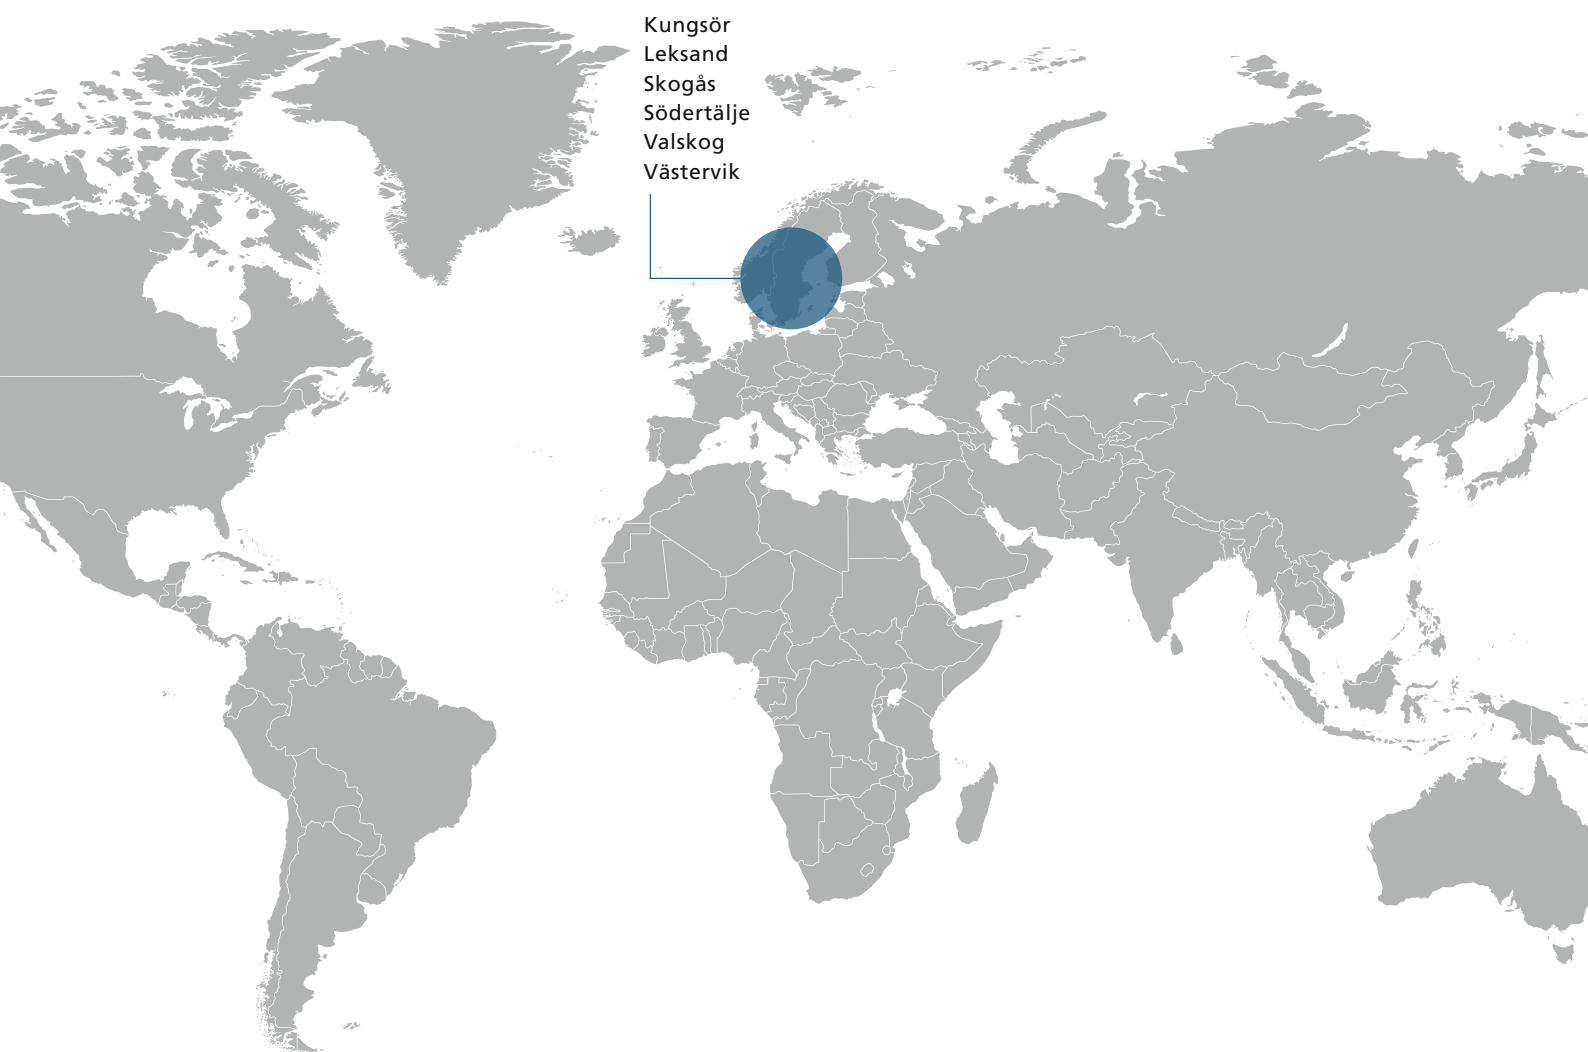 Kungsör
Leksand
Skogås
Södertälje
Valskog
Västervik